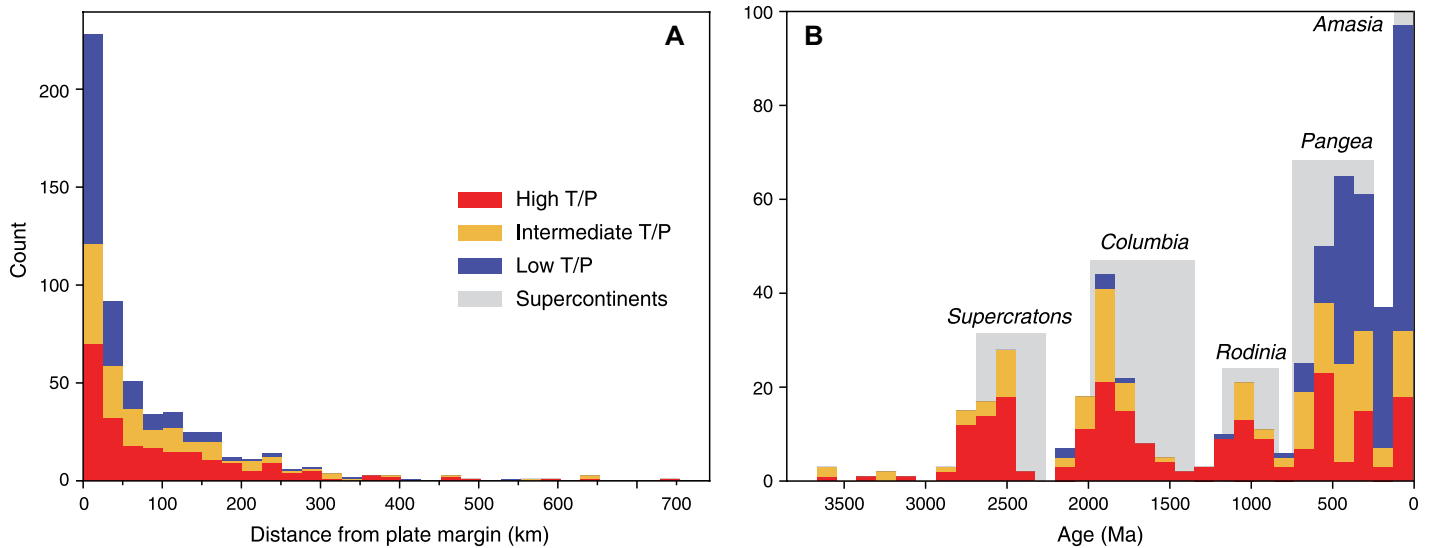 A
200
150
100
50
0
Count
High T/P
Intermediate T/P
Low T/P
Supercontinents
0
100
200
300
400
500
600
700
Distance from plate margin (km)
B
100
80
60
40
20
0
Amasia
Pangea
Columbia
Supercratons
Rodinia
3500
3000
2500
2000
1500
1000
500
0
Age (Ma)